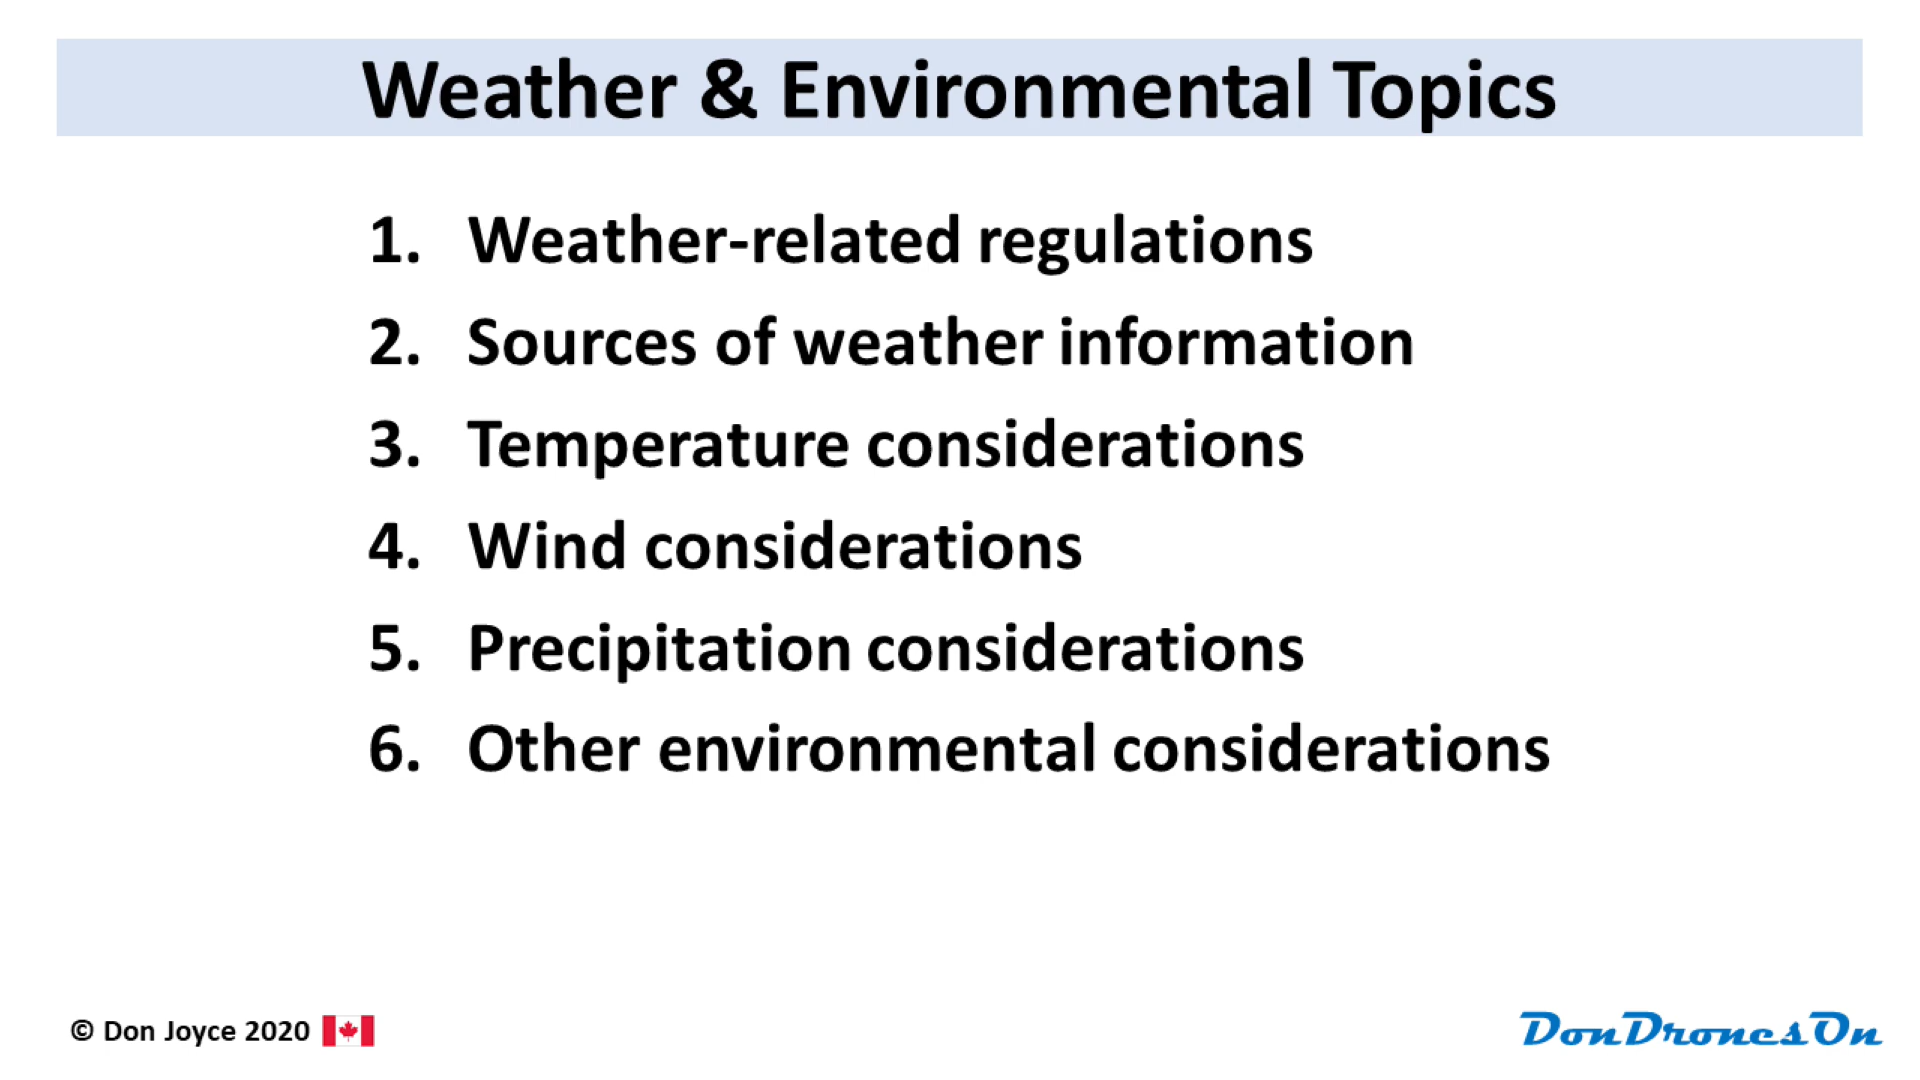 Weather & Environmental Topics
1. Weather-related regulations
2. Sources of weather information
3. Temperature considerations
4. Wind considerations
5. Precipitation considerations
6. Other environmental considerations
© Don Joyce 2020
DonDronesOn